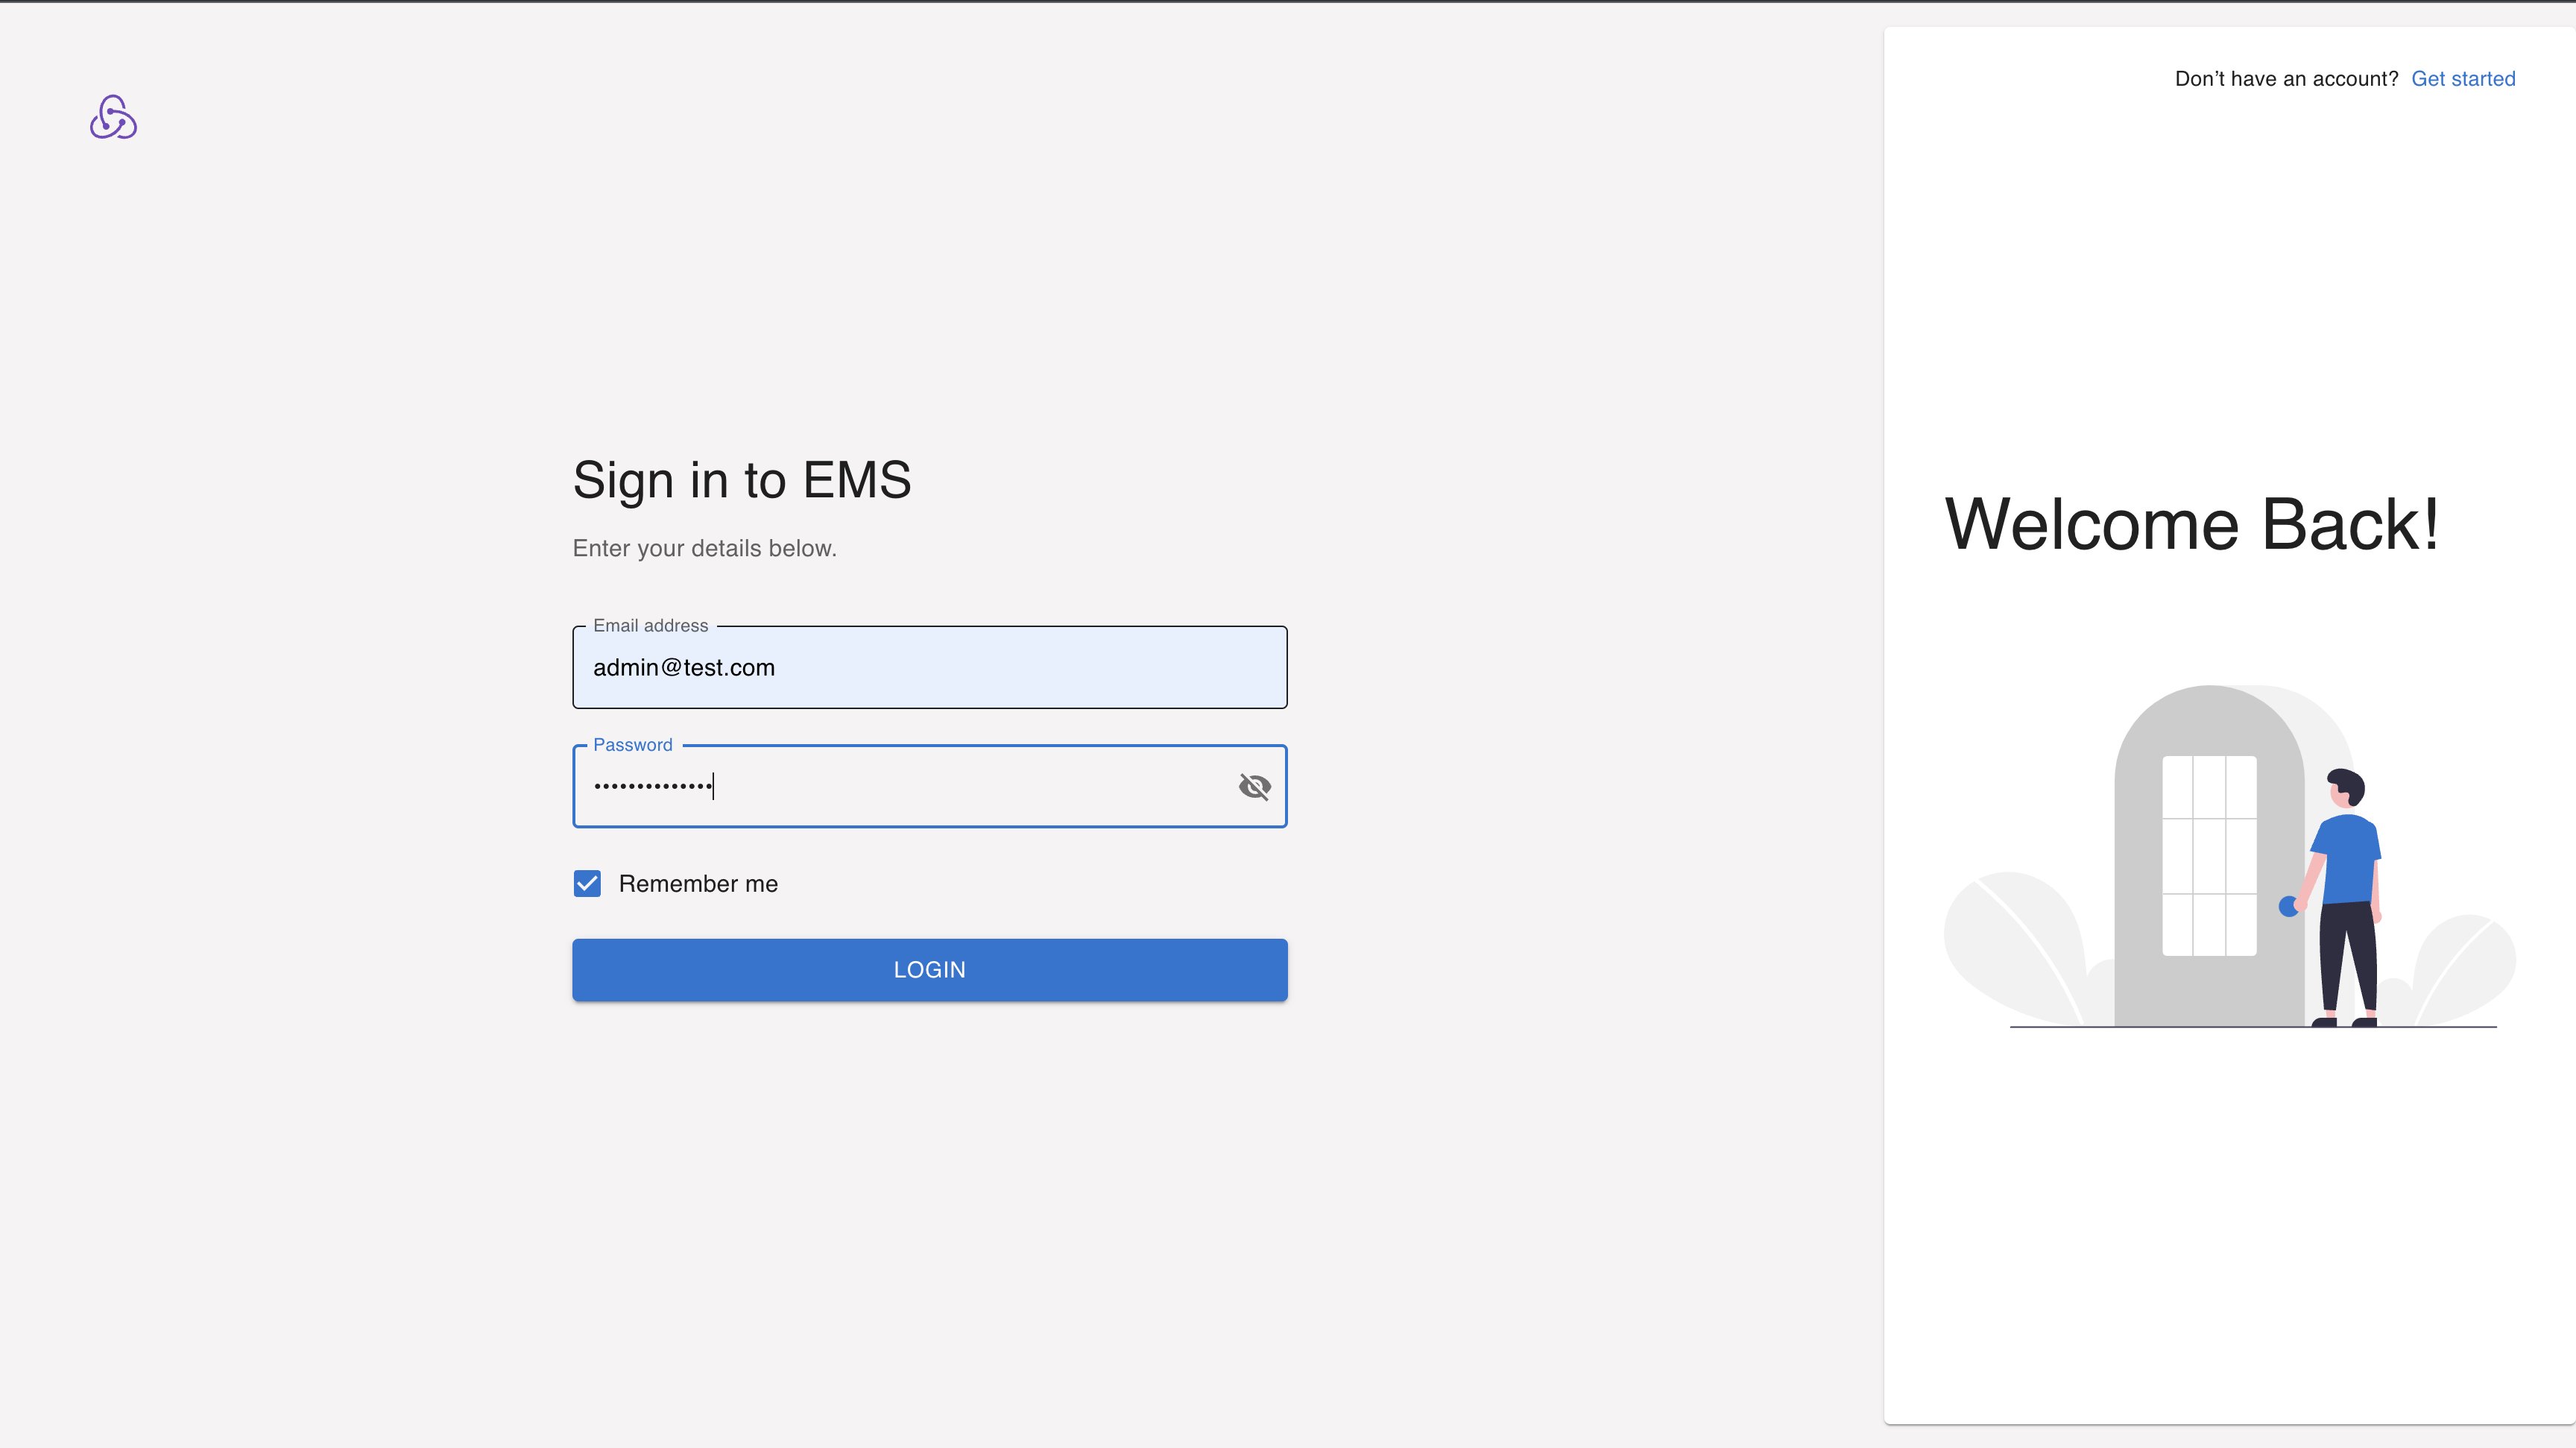 Don’t have an account? Get started
Sign in to EMS
Enter your details below.
Email address
admin@test.com
Password
••••••••••••••
Remember me
LOGIN
Welcome Back!